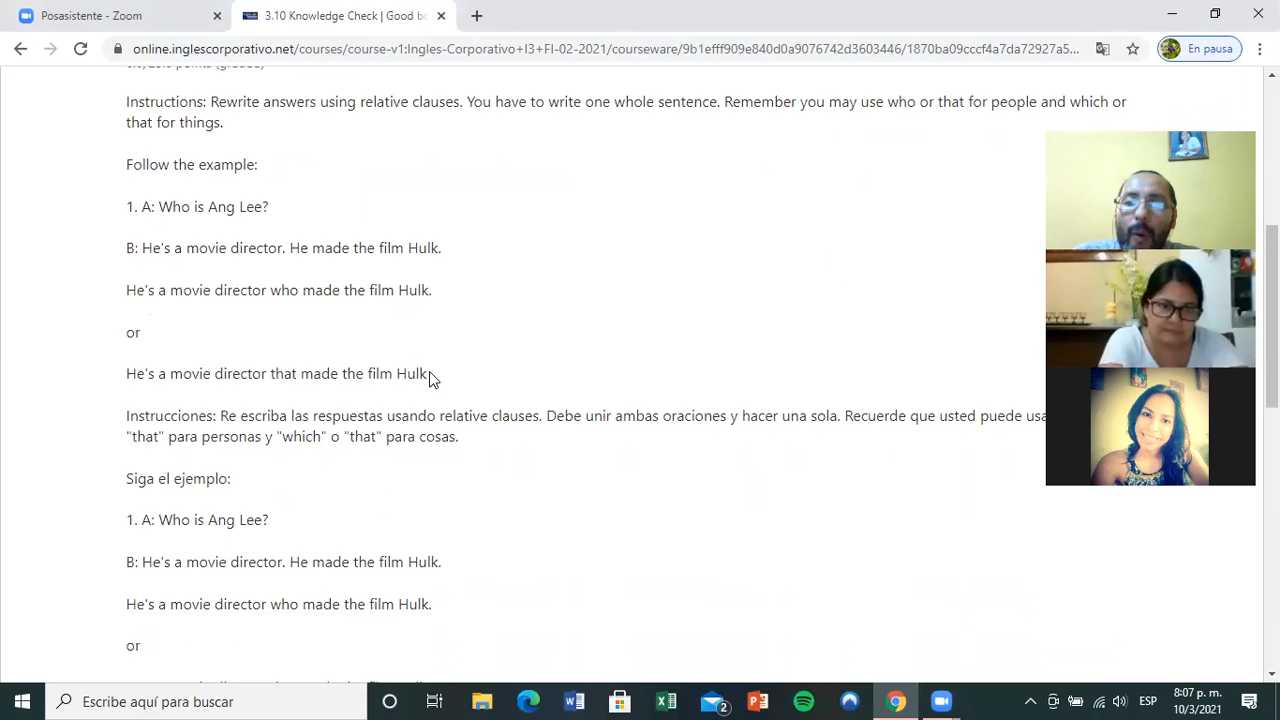 Posasistente - Zoom
3.10 Knowledge Check | Good bo
online.inglescorporativo.net/courses/course-v1:Ingles-Corporativo+I3+FI-02-2021/courseware/9b1efff909e840d0a9076742d3603446/1870ba09cccf4a7da72927a5...
En pausa
Instructions: Rewrite answers using relative clauses. You have to write one whole sentence. Remember you may use who or that for people and which or
that for things.
Follow the example:
1. A: Who is Ang Lee?
B: He's a movie director. He made the film Hulk.
He's a movie director who made the film Hulk.
or
He's a movie director that made the film Hulk.
Instrucciones: Re escriba las respuestas usando relative clauses. Debe unir ambas oraciones y hacer una sola. Recuerde que usted puede usa
"that" para personas y "which" o "that" para cosas.
Siga el ejemplo:
1. A: Who is Ang Lee?
B: He's a movie director. He made the film Hulk.
He's a movie director who made the film Hulk.
or
Escribe aquí para buscar
2
ESP
8:07 p. m.
10/3/2021